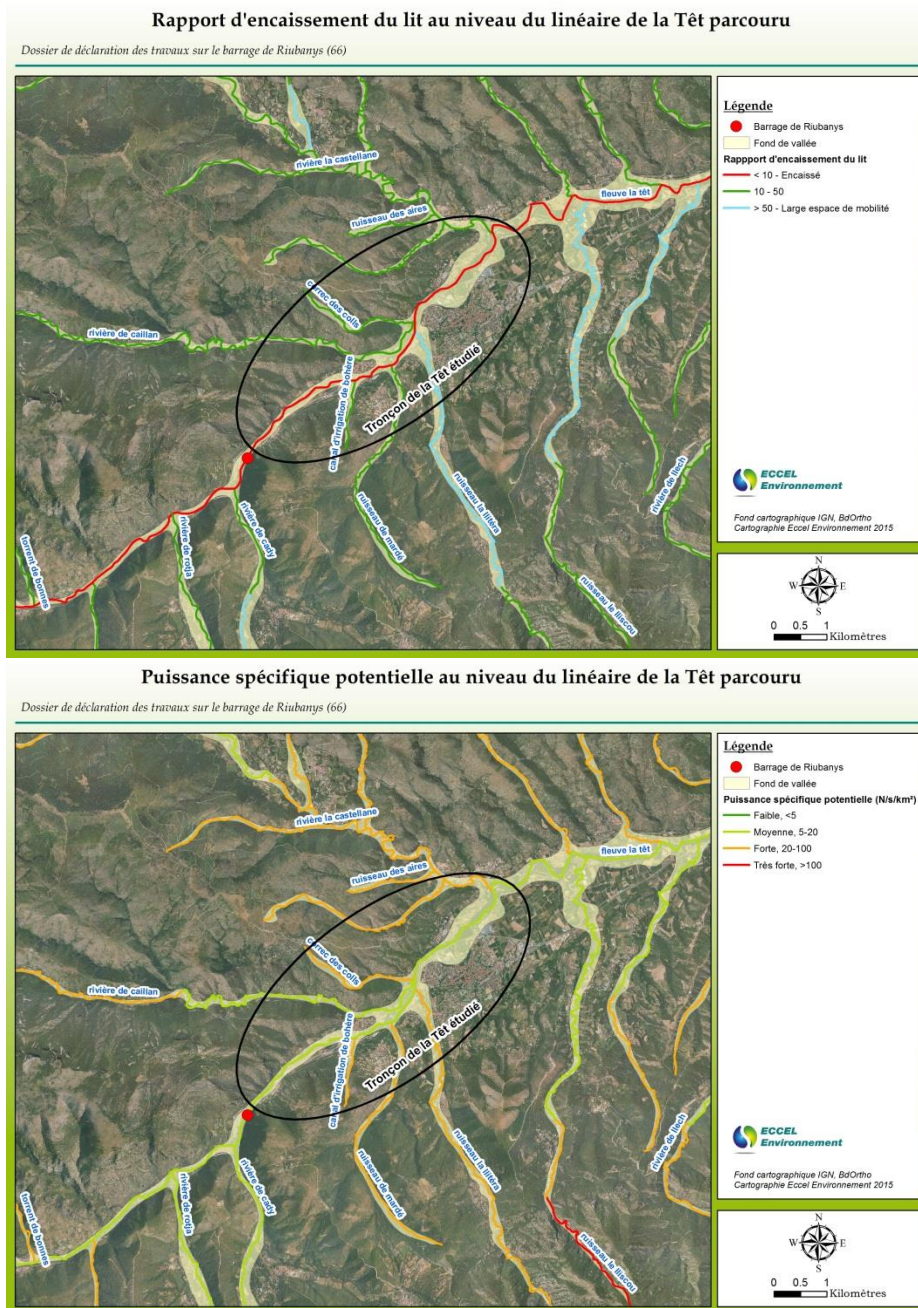 Rapport d'encaissement du lit au niveau du linéaire de la Têt parcouru
Dossier de déclaration des travaux sur le barrage de Riubanys (66)
rivière la castellane
fleuve la têt
ruisseau des aires
correc des colls
rivière de caillan
Tronçon de la Têt étudié
canal d'irrigation de bohère
rivière de llech
ruisseau la llitéra
ruisseau de mardé
rivière de cady
rivière de rotja
torrent de bonnes
ruisseau le lliscou
Légende
Barrage de Riubanys
Fond de vallée
Rappport d'encaissement du lit
< 10 - Encaissé
10 - 50
> 50 - Large espace de mobilité
ECCEL
Environnement
Fond cartographique IGN, BdOrtho
Cartographie Eccel Environnement 2015
N
W E
S
0 0.5 1
Kilomètres
Puissance spécifique potentielle au niveau du linéaire de la Têt parcouru
Dossier de déclaration des travaux sur le barrage de Riubanys (66)
rivière la castellane
fleuve la têt
ruisseau des aires
correc des colls
rivière de caillan
Tronçon de la Têt étudié
canal d'irrigation de bohère
rivière de llech
ruisseau la llitéra
ruisseau de mardé
rivière de cady
rivière de rotja
torrent de bonnes
ruisseau le lliscou
Légende
Barrage de Riubanys
Fond de vallée
Puissance spécifique potentielle (N/s/km²)
Faible, <5
Moyenne, 5-20
Forte, 20-100
Très forte, >100
ECCEL
Environnement
Fond cartographique IGN, BdOrtho
Cartographie Eccel Environnement 2015
N
W E
S
0 0.5 1
Kilomètres